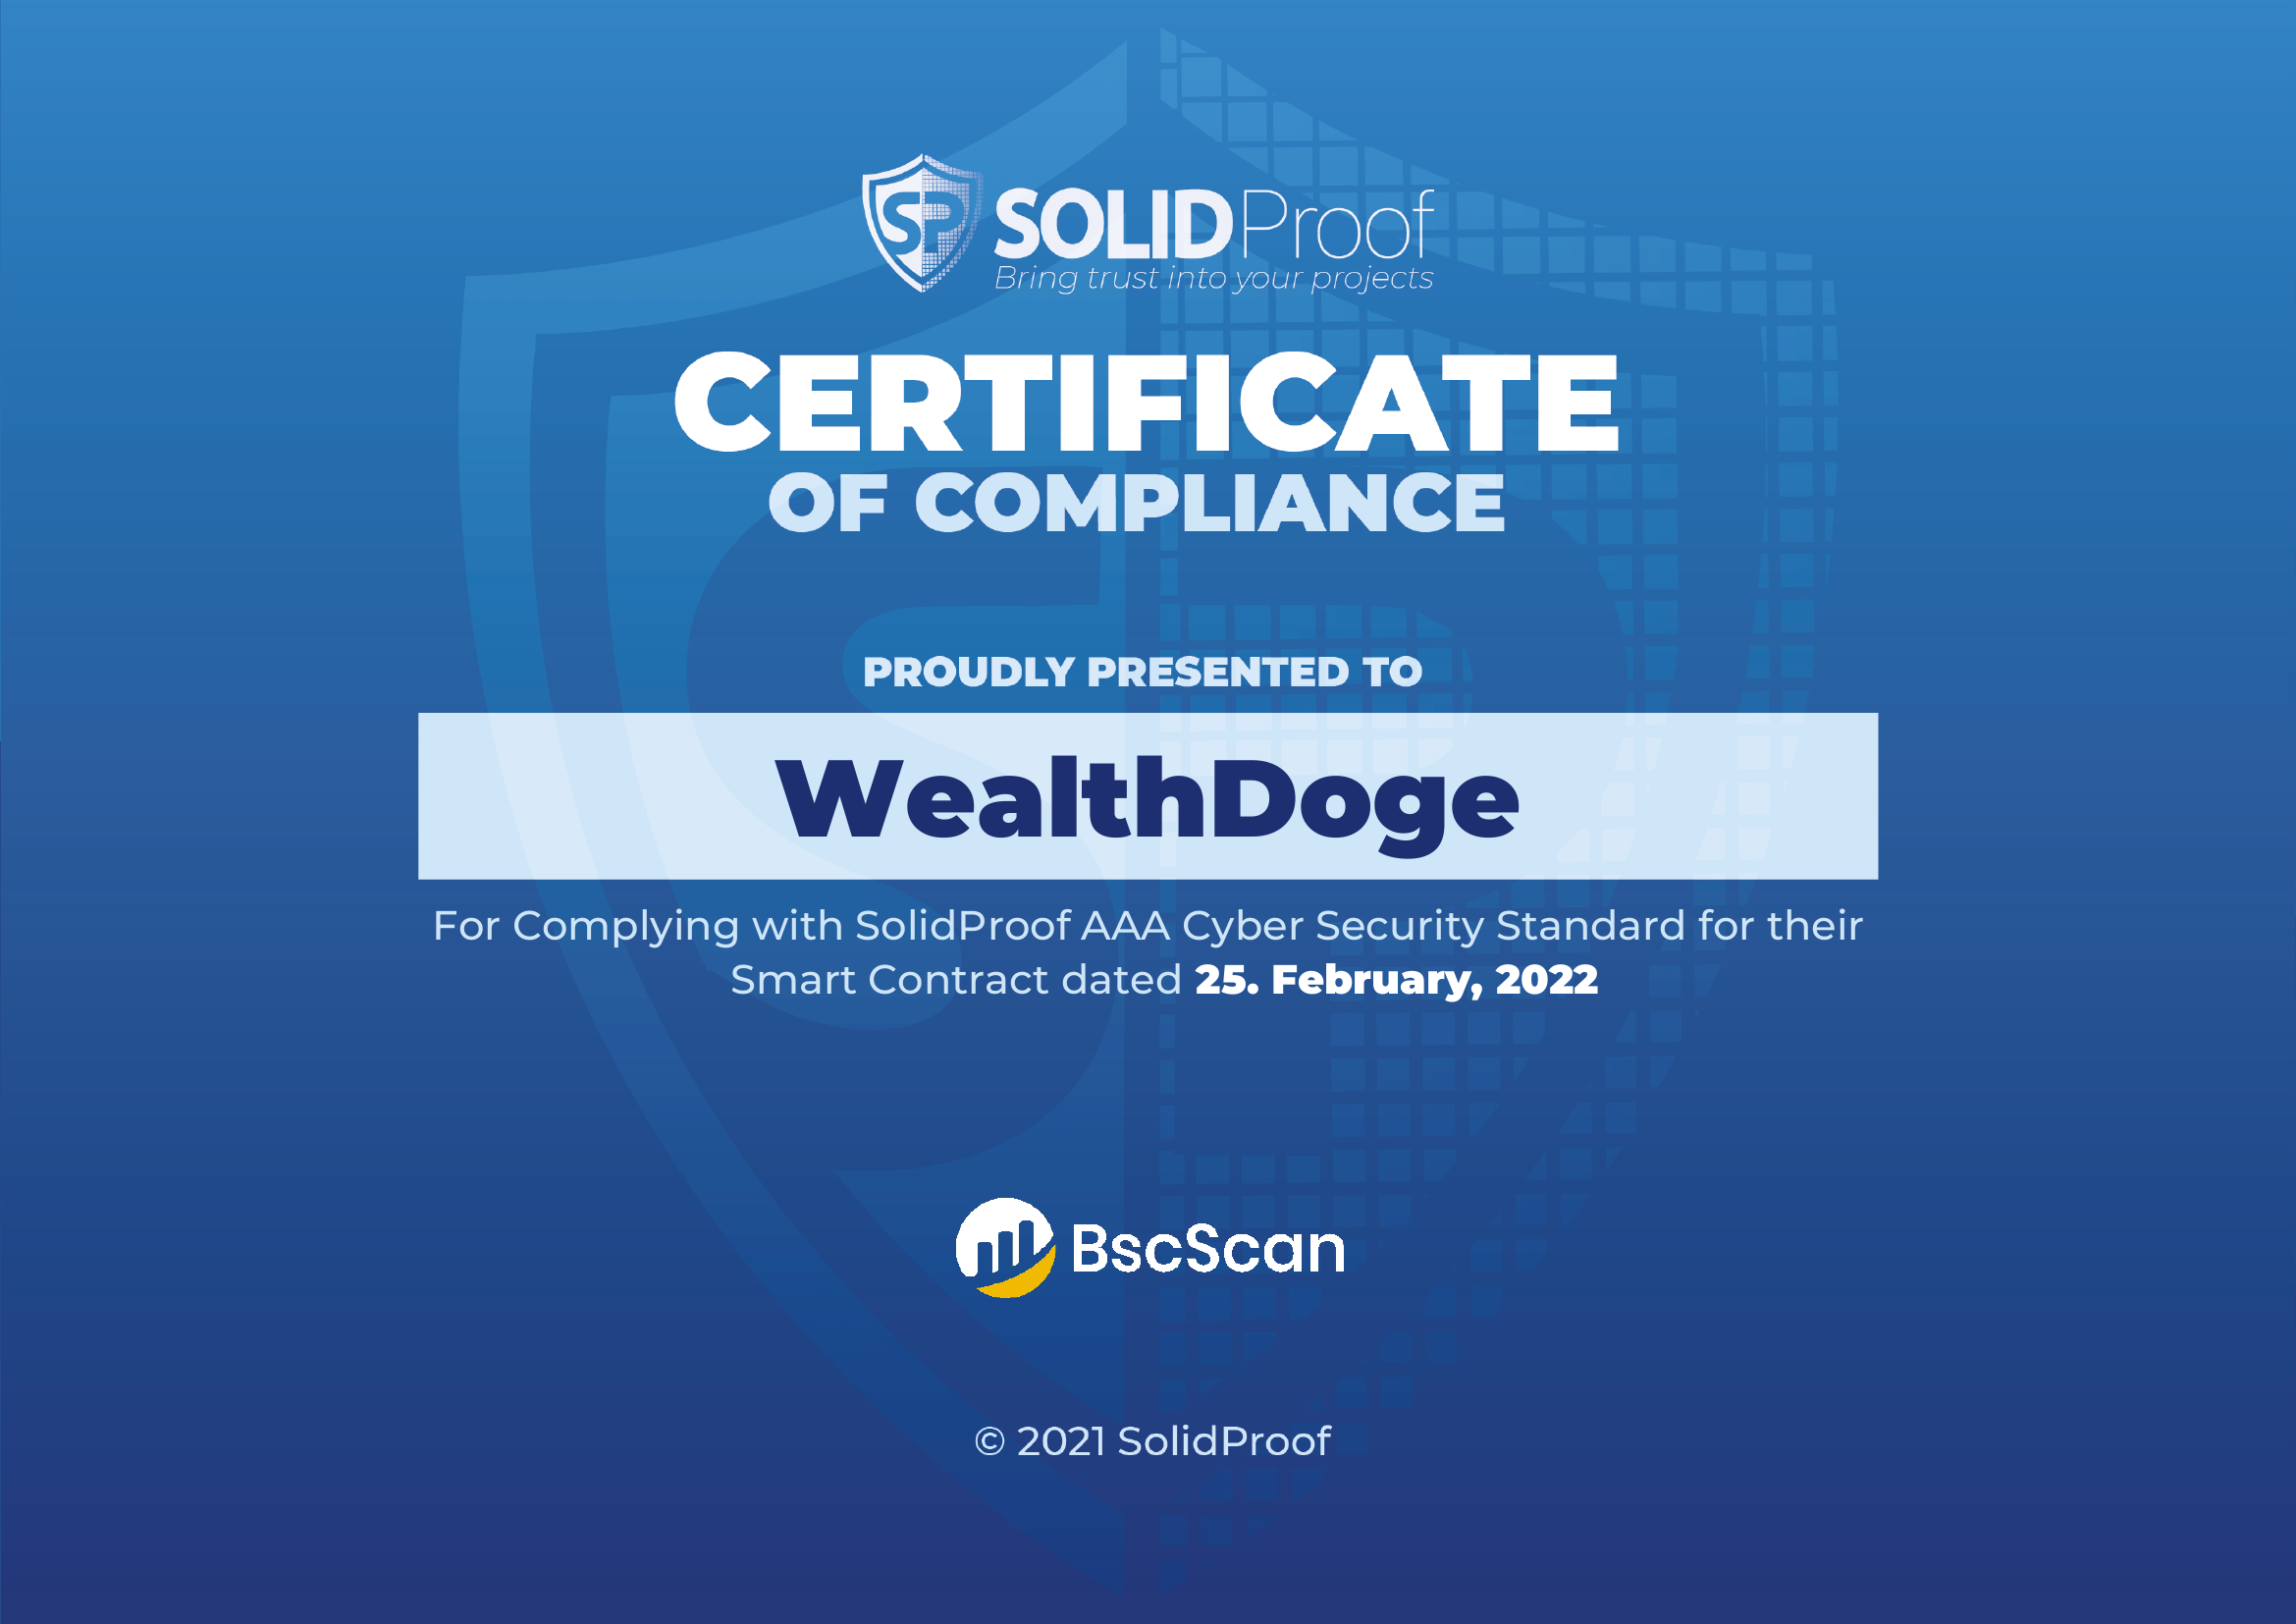 SP SOLIDProof
Bring trust into your projects
CERTIFICATE
OF COMPLIANCE
PROUDLY PRESENTED TO
WealthDoge
For Complying with SolidProof AAA Cyber Security Standard for their
Smart Contract dated 25. February, 2022
BscScan
© 2021 SolidProof